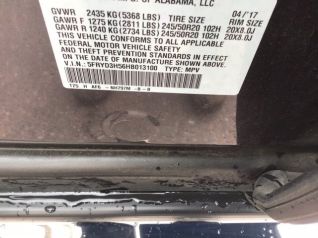 OF ALABAMA, LLC
04/'17
GVWR 2435 KG(5368 LBS) TIRE SIZE RIM SIZE
GAWR F 1275 KG(2811 LBS)245/50R20 102H 20X8.0J
GAWR R 1240 KG(2734 LBS)245/50R20 102H 20X8.0J
THIS VEHICLE CONFORMS TO ALL APPLICABLE FEDERAL
MOTOR VEHICLE SAFETY, BUMPER,
AND THEFT PREVENTION STANDARDS IN EFFECT ON
THE DATE OF MANUFACTURE SHOWN ABOVE.
V.I.N.: 5FRYD3H56HB013100 TYPE: MPV